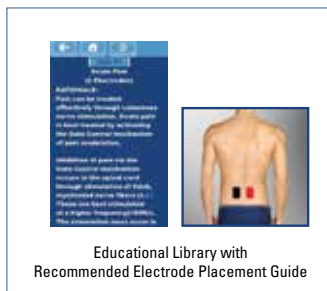 Acute Pain
(2 Electrodes)
RATIONALE:
Pain can be treated
effectively through cutaneous
nerve stimulation. Acute pain
is best treated by activating
the Gate Control mechanism
of pain modulation.
Inhibition of pain via the
Gate Control mechanism
occurs in the spinal cord
through stimulation of thick,
myelinated nerve fibers
These are best stimulated
at a higher frequency
The stimulation must occur in
Educational Library with
Recommended Electrode Placement Guide